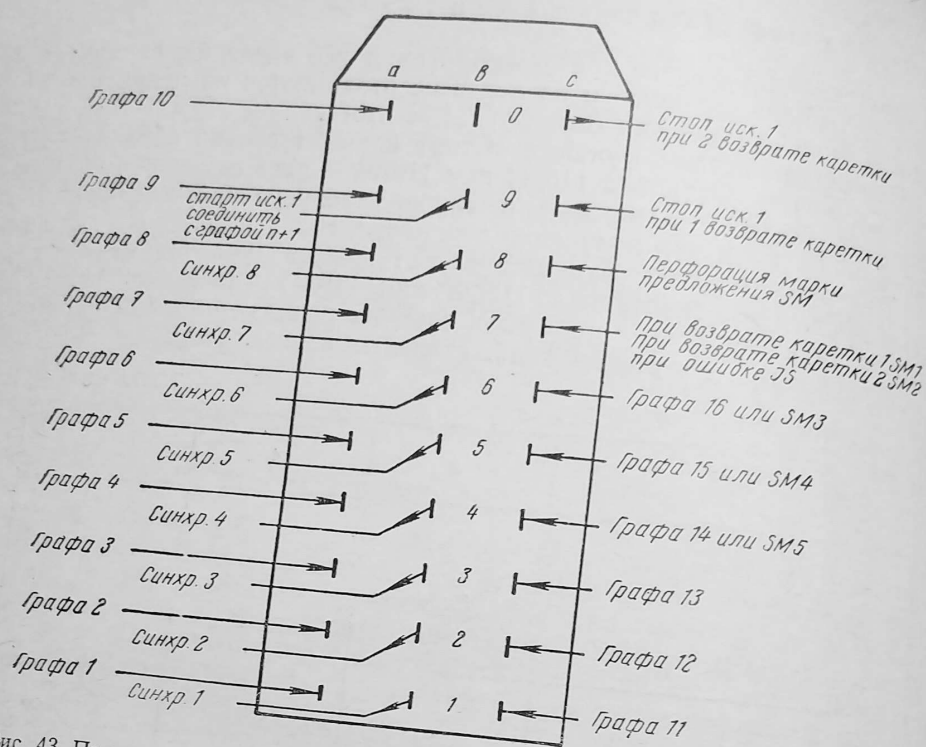 а в с
Графа 10
0
Стоп иск. 1
при 2 возврате каретки
Графа 9
старт иск. 1
соединить
с графой п+1
9
Стоп иск. 1
при 1 возврате каретки
Графа 8
Синхр. 8
8
Перфорация марки
предложения SM
Графа 7
Синхр. 7
7
При возврате каретки 1 SM1
при возврате каретки 2 SM2
при ошибке JS
Графа 6
Синхр. 6
6
Графа 16 или SM3
Графа 5
Синхр. 5
5
Графа 15 или SM4
Графа 4
Синхр. 4
4
Графа 14 или SM5
Графа 3
Синхр. 3
3
Графа 13
Графа 2
Синхр. 2
2
Графа 12
Графа 1
Синхр. 1
1
Графа 11
43